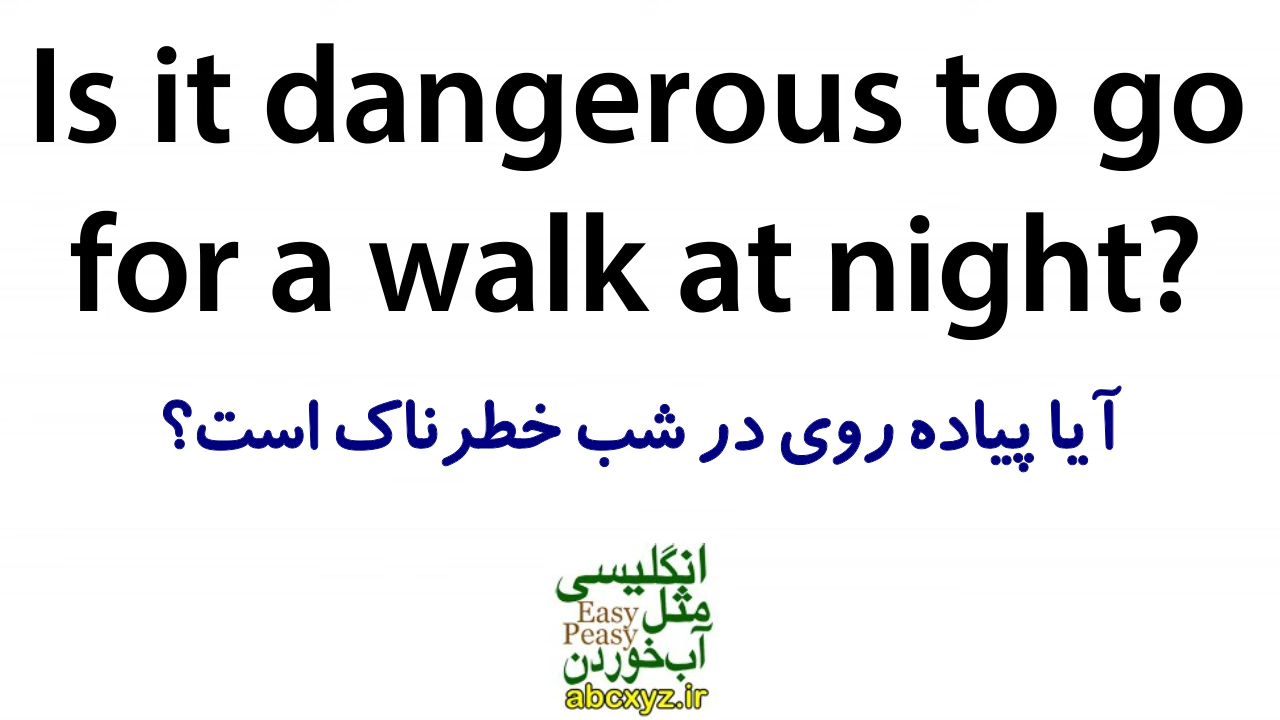 Is it dangerous to go
for a walk at night?
آیا پیاده روی در شب خطرناک است؟
انگلیسی
مثل
Easy
Peasy
آب‌خوردن
abcxyz.ir